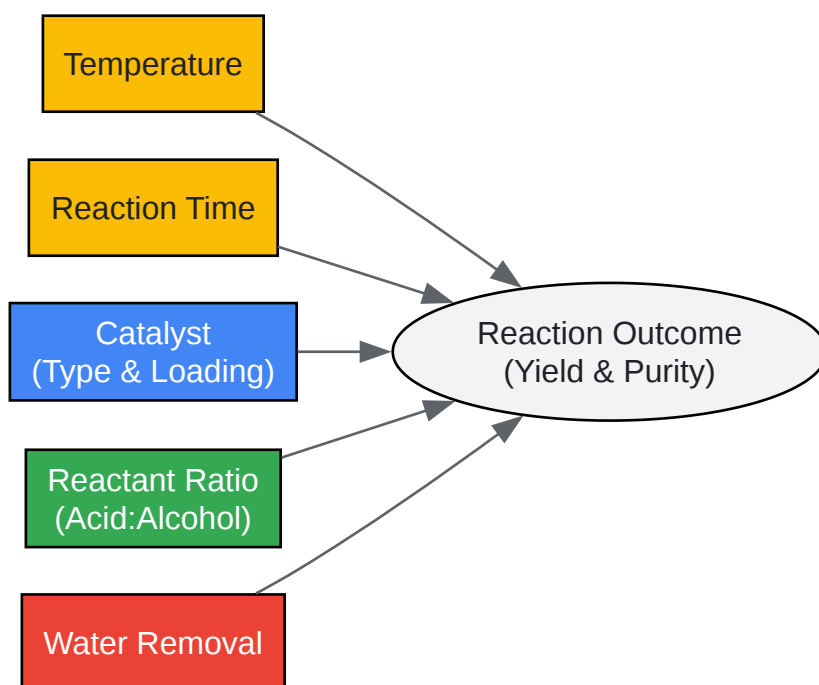 Temperature
Reaction Time
Catalyst
(Type & Loading)
Reactant Ratio
(Acid:Alcohol)
Water Removal
Reaction Outcome
(Yield & Purity)